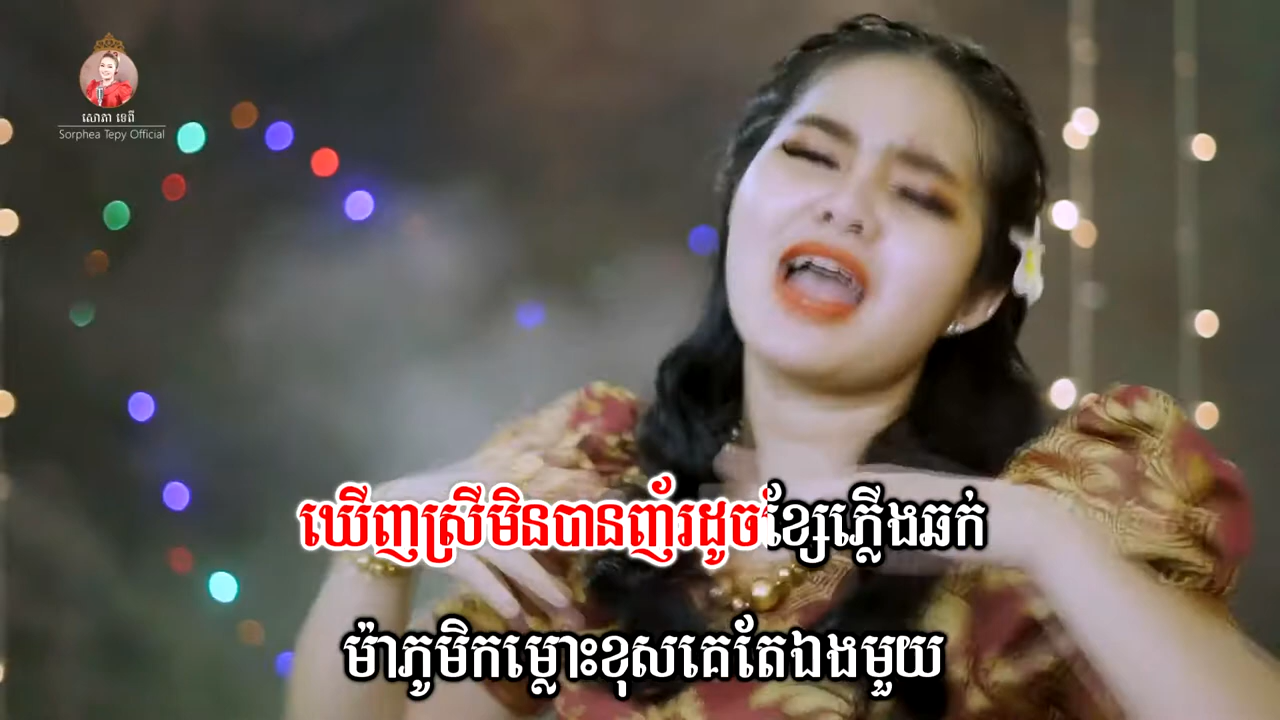 សោភា ទេពី
Sorphea Tepy Official
ឃើញស្រីមិនបានញ័រដូចខ្សែភ្លើងឆក់
ម៉ាភូមិកម្លោះខុសគេតែឯងមួយ